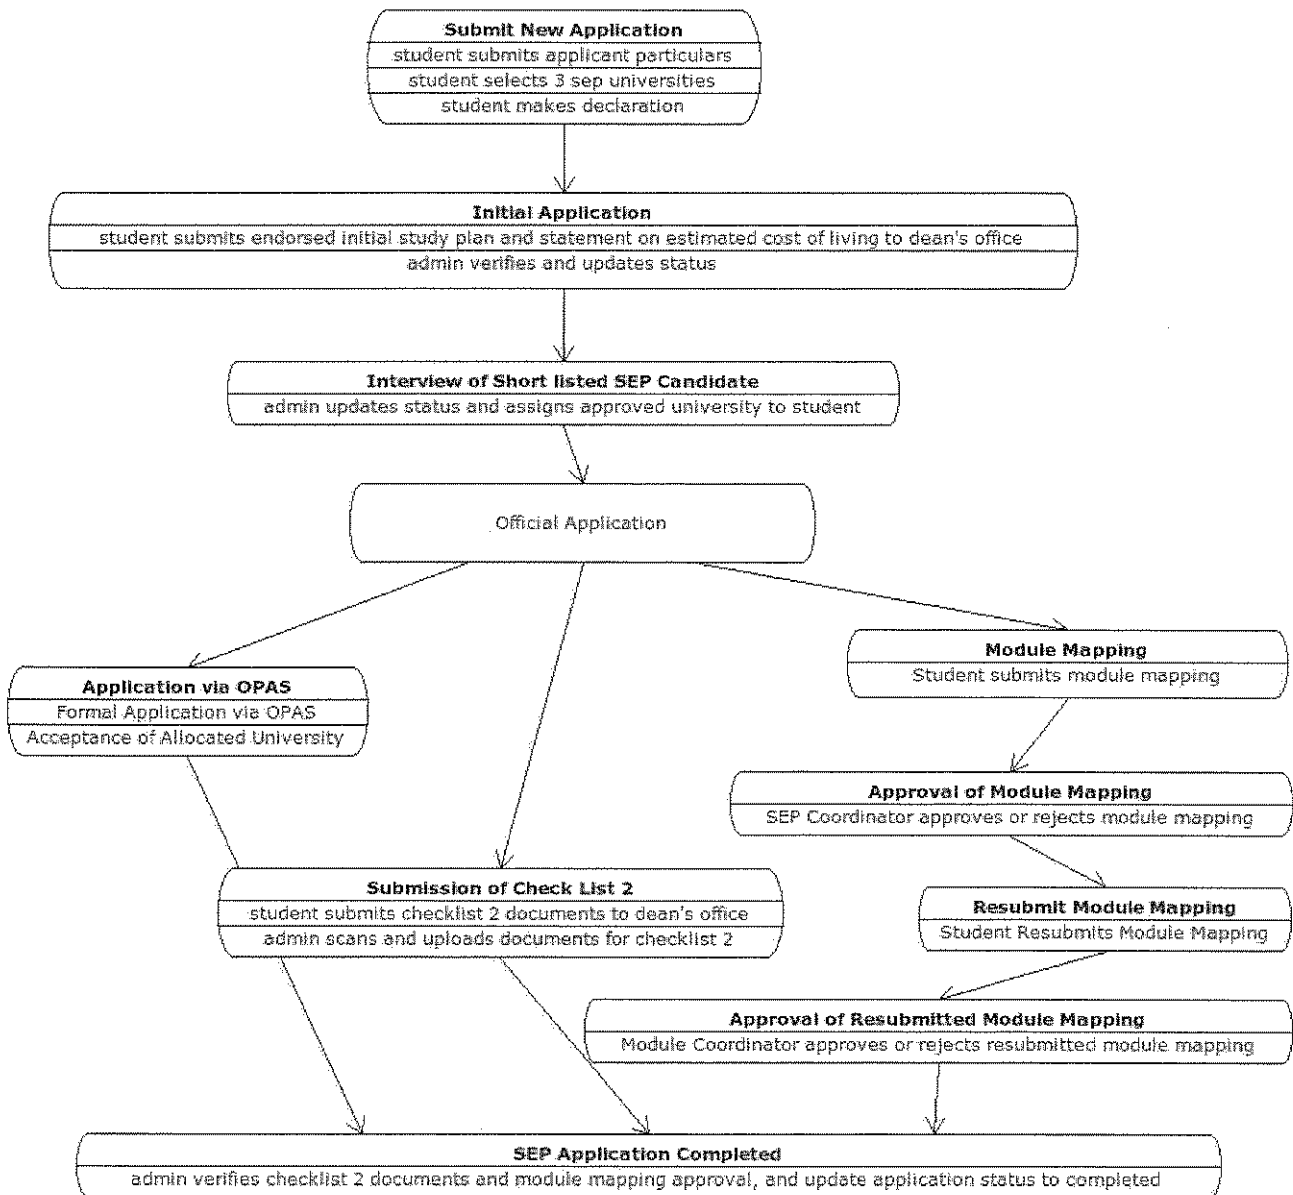 Submit New Application
student submits applicant particulars
student selects 3 sep universities
student makes declaration
Initial Application
student submits endorsed initial study plan and statement on estimated cost of living to dean's office
admin verifies and updates status
Interview of Short listed SEP Candidate
admin updates status and assigns approved university to student
Official Application
Application via OPAS
Formal Application via OPAS
Acceptance of Allocated University
Module Mapping
Student submits module mapping
Approval of Module Mapping
SEP Coordinator approves or rejects module mapping
Submission of Check List 2
student submits checklist 2 documents to dean's office
admin scans and uploads documents for checklist 2
Resubmit Module Mapping
Student Resubmits Module Mapping
Approval of Resubmitted Module Mapping
Module Coordinator approves or rejects resubmitted module mapping
SEP Application Completed
admin verifies checklist 2 documents and module mapping approval, and update application status to completed